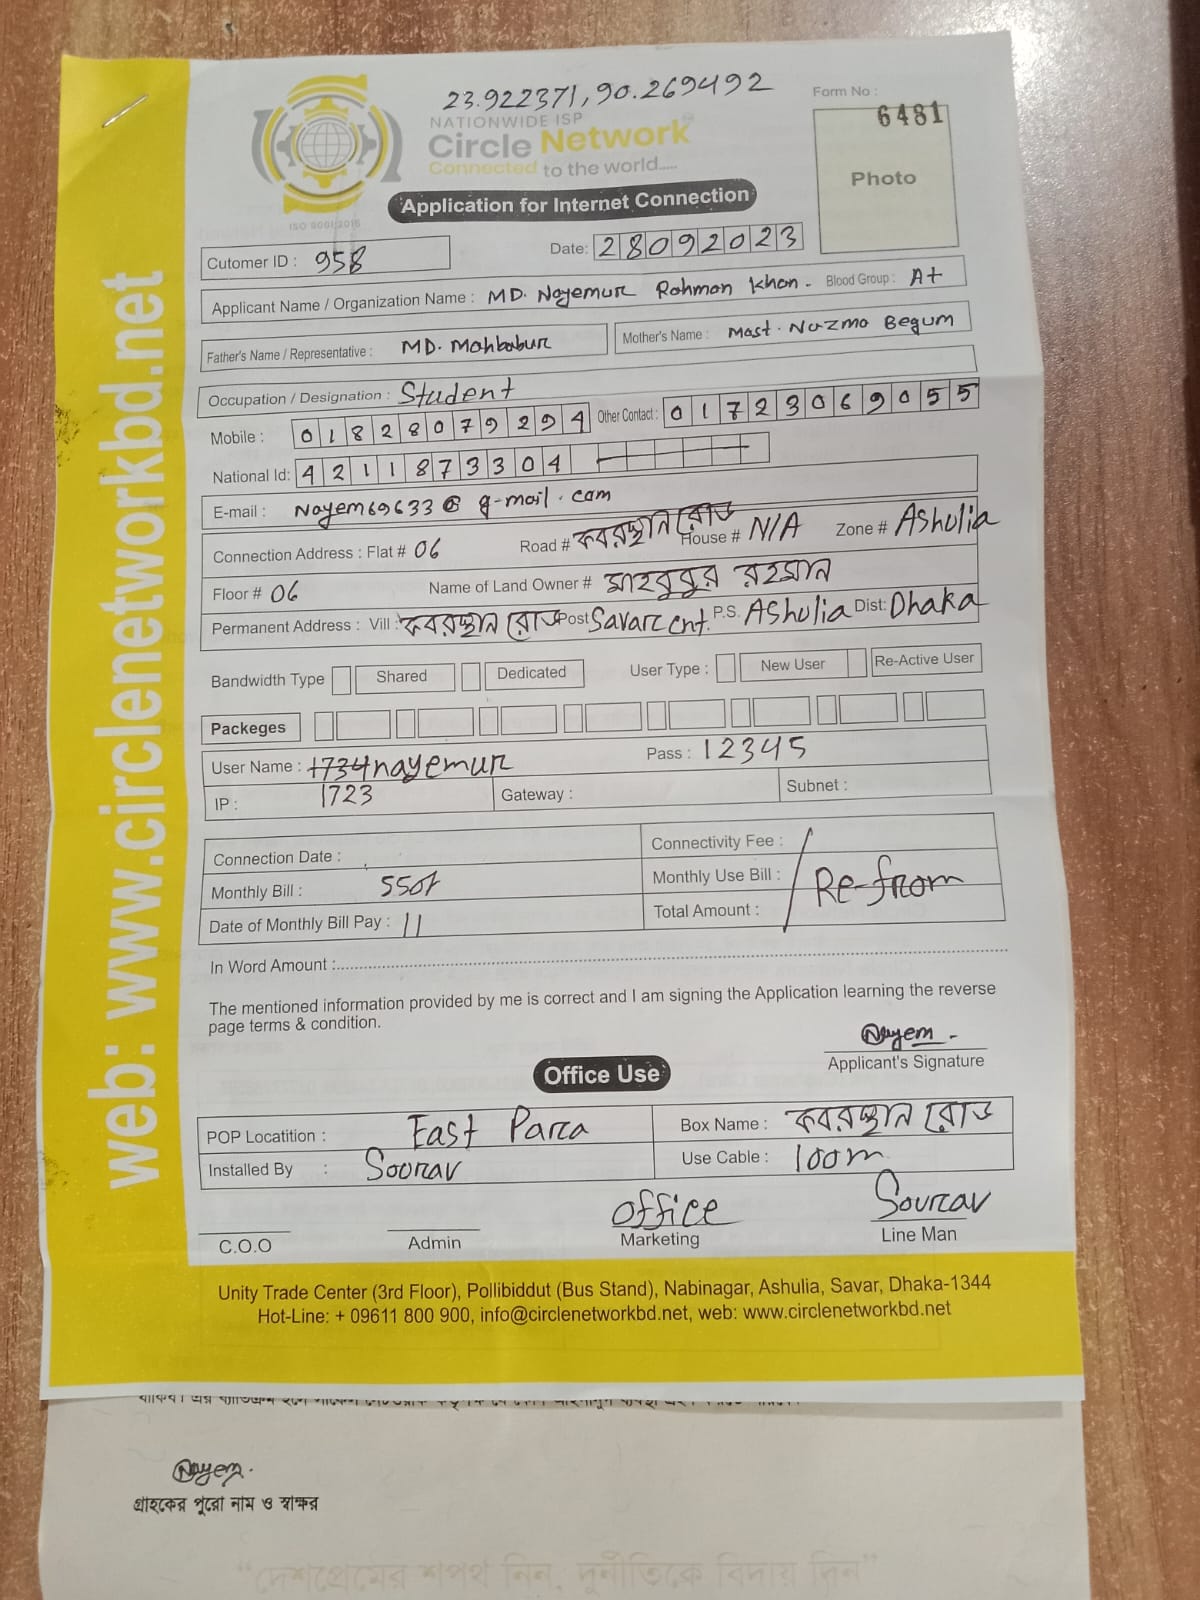 23.922371, 90.269492
Form No :
6481
NATIONWIDE ISP
Circle Network
Connected to the world.....
Photo
ISO 9001:2015
Application for Internet Connection
Cutomer ID : 958
Date: 28092023
Applicant Name / Organization Name : MD. Nayemur Rahman Khan. Blood Group : A+
Father's Name / Representative : MD. Mahbabur Mother's Name : Mast. Nazma Begum
Occupation / Designation : Student
Mobile : 01828079294 Other Contact : 01723069055
National Id: 4211873304
E-mail : Nayem69633@g-mail.com
Connection Address : Flat # 06 Road # কবরস্থান রোড House # N/A Zone # Ashulia
Floor # 06 Name of Land Owner # মাহবুবুর রহমান
Permanent Address : Vill : কবরস্থান রোড Post Savar cnt. P.S. Ashulia Dist: Dhaka
Bandwidth Type Shared Dedicated User Type : New User Re-Active User
Packeges
User Name : 1734nayemur Pass : 12345
IP : 1723 Gateway : Subnet :
Connection Date : Connectivity Fee :
Monthly Bill : 550/ Monthly Use Bill : Re-from
Date of Monthly Bill Pay : 11 Total Amount :
In Word Amount :
The mentioned information provided by me is correct and I am signing the Application learning the reverse
page terms & condition.
Nayem.
Applicant's Signature
Office Use
POP Locatition : East Para Box Name : কবরস্থান রোড
Installed By : Sourav Use Cable : 100m
Office Sourav
C.O.O Admin Marketing Line Man
Unity Trade Center (3rd Floor), Pollibiddut (Bus Stand), Nabinagar, Ashulia, Savar, Dhaka-1344
Hot-Line: + 09611 800 900, info@circlenetworkbd.net, web: www.circlenetworkbd.net
web: www.circlenetworkbd.net
Nayem.
গ্রাহকের পুরো নাম ও স্বাক্ষর
“দেশপ্রেমের শপথ নিন, দুর্নীতিকে বিদায় দিন”